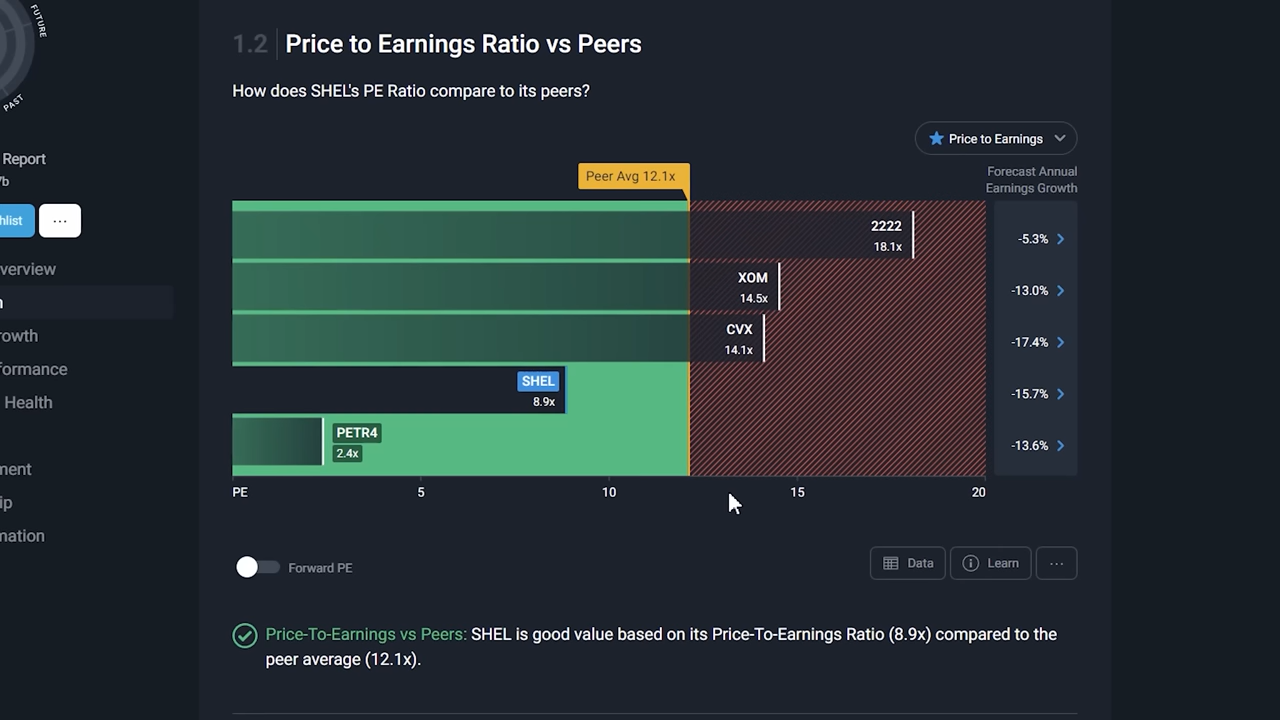 FUTURE
PAST
1.2 Price to Earnings Ratio vs Peers
How does SHEL's PE Ratio compare to its peers?
Price to Earnings
Report
Peer Avg 12.1x
Forecast Annual
Earnings Growth
7b
hlist
...
2222
18.1x
-5.3%
verview
XOM
14.5x
-13.0%
n
CVX
14.1x
-17.4%
rowth
formance
SHEL
8.9x
-15.7%
Health
PETR4
2.4x
-13.6%
ment
PE 5 10 15 20
ip
mation
Forward PE
Data
Learn
...
Price-To-Earnings vs Peers: SHEL is good value based on its Price-To-Earnings Ratio (8.9x) compared to the
peer average (12.1x).